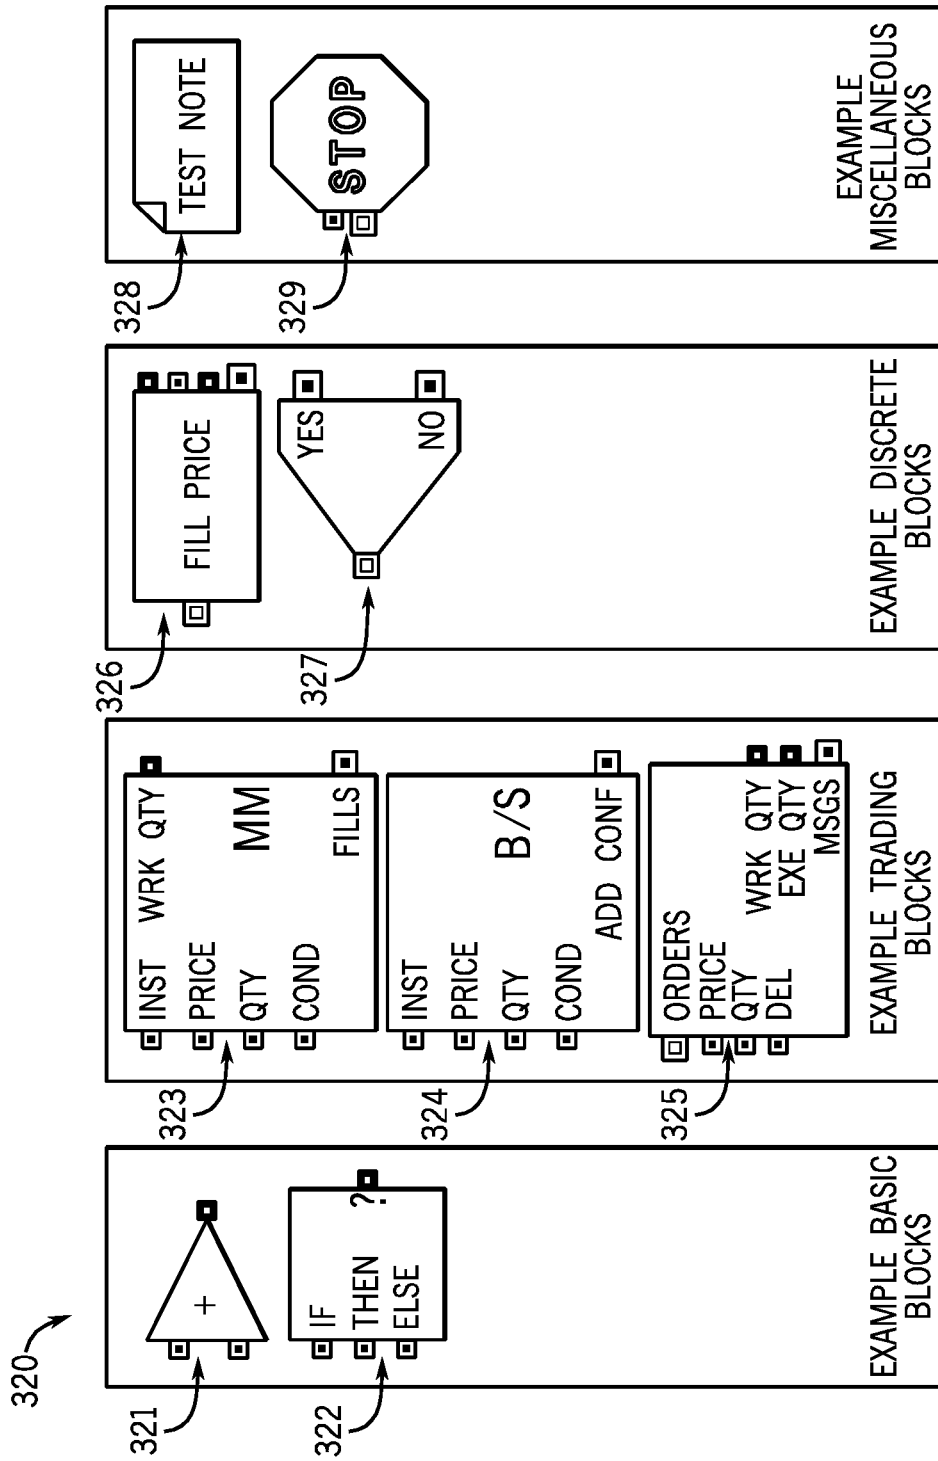 320
321
+
322
IF
THEN ?
ELSE
EXAMPLE BASIC
BLOCKS
323
INST WRK QTY
PRICE
QTY MM
COND
FILLS
324
INST
PRICE
QTY B/S
COND
ADD CONF
325
ORDERS
PRICE
QTY WRK QTY
DEL EXE QTY
MSGS
EXAMPLE TRADING
BLOCKS
326
FILL PRICE
327
YES
NO
EXAMPLE DISCRETE
BLOCKS
328
TEST NOTE
329
STOP
EXAMPLE
MISCELLANEOUS
BLOCKS